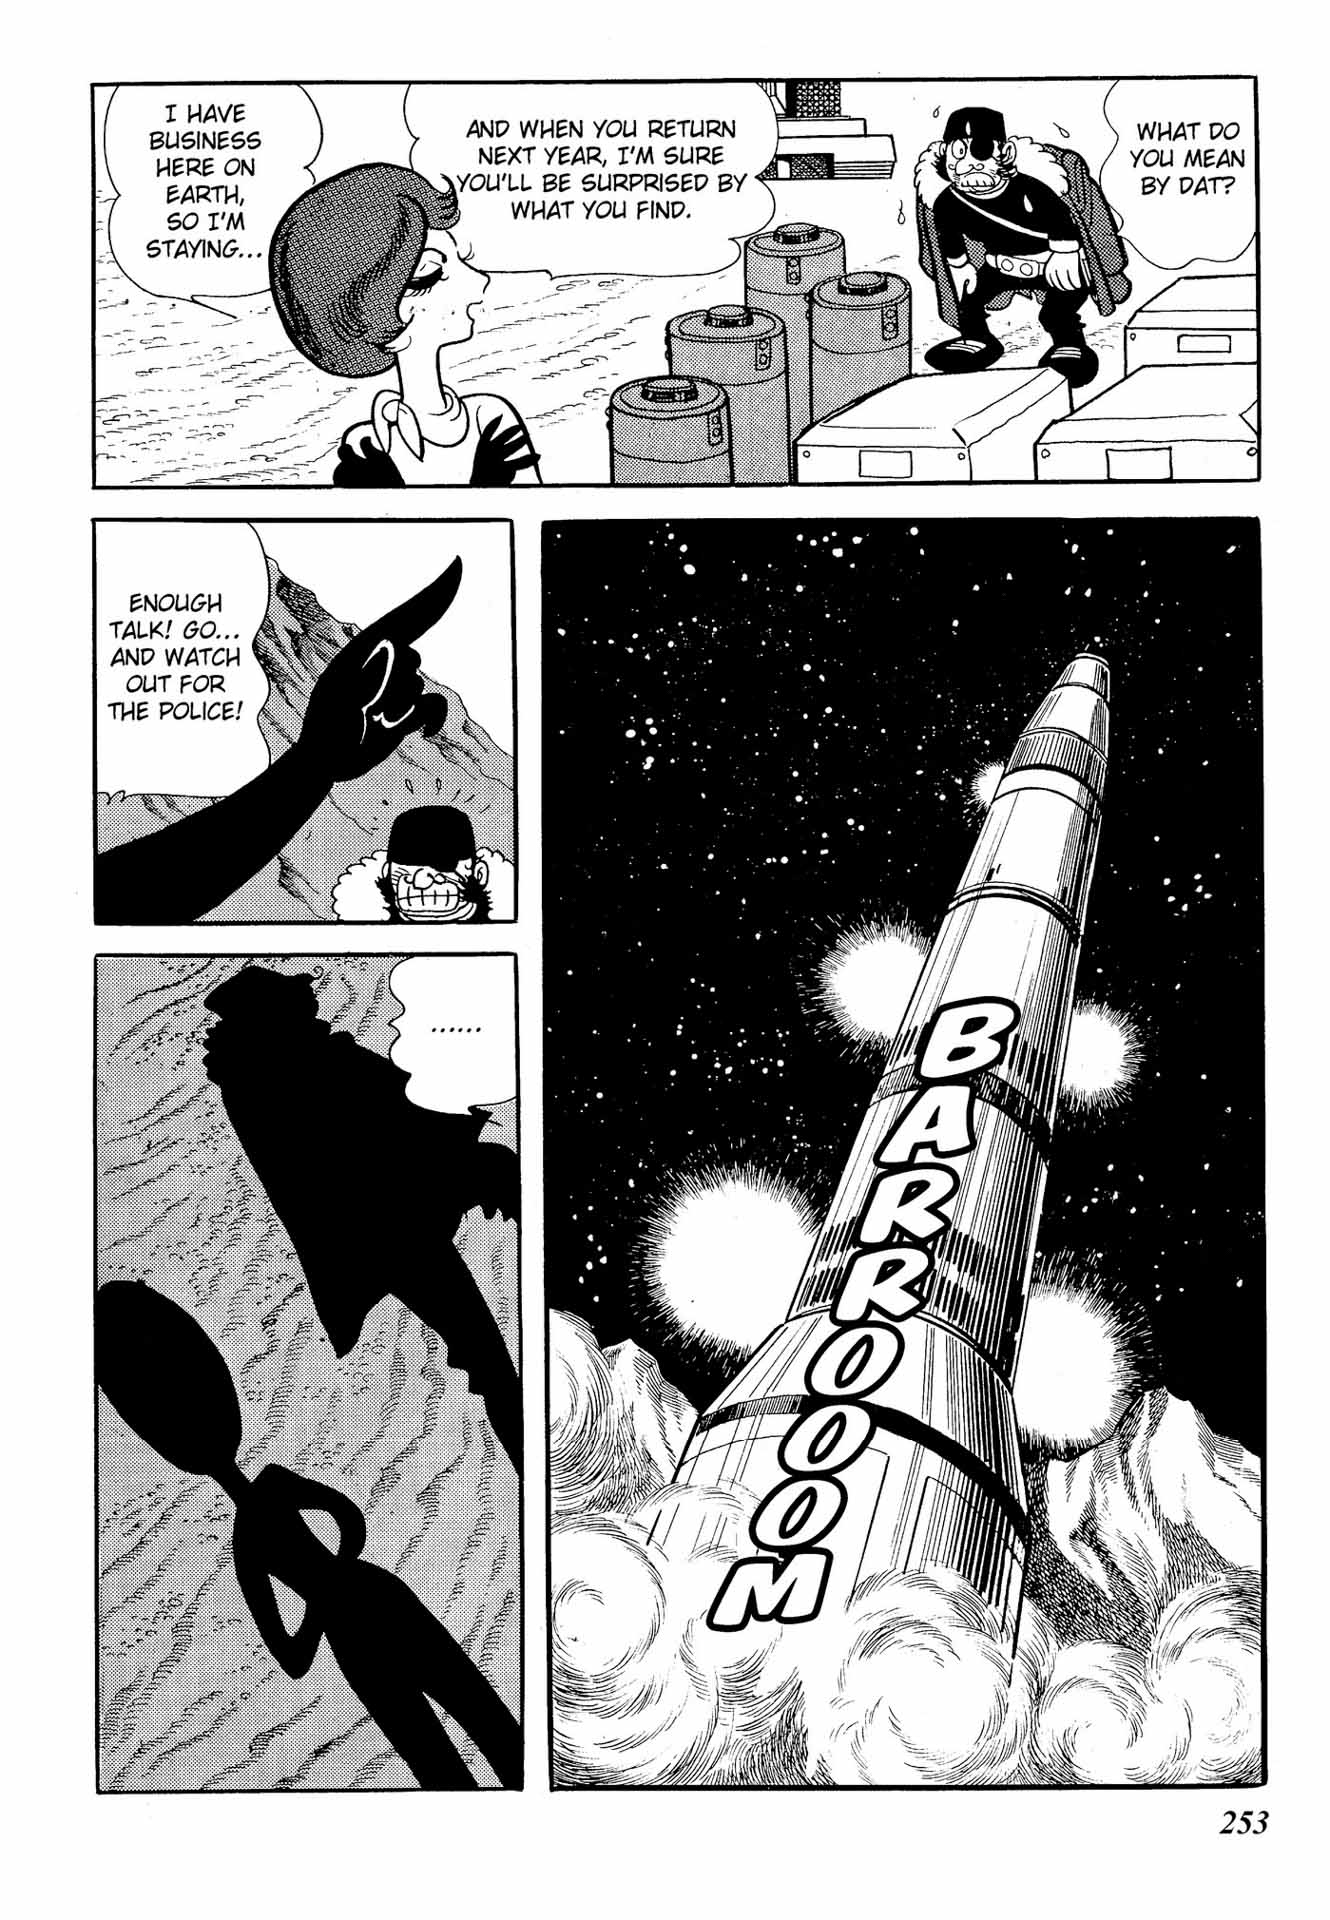 I HAVE
BUSINESS
HERE ON
EARTH,
SO I'M
STAYING...
AND WHEN YOU RETURN
NEXT YEAR, I'M SURE
YOU'LL BE SURPRISED BY
WHAT YOU FIND.
WHAT DO
YOU MEAN
BY DAT?
ENOUGH
TALK! GO...
AND WATCH
OUT FOR
THE POLICE!
......
BARRROOOOM
253